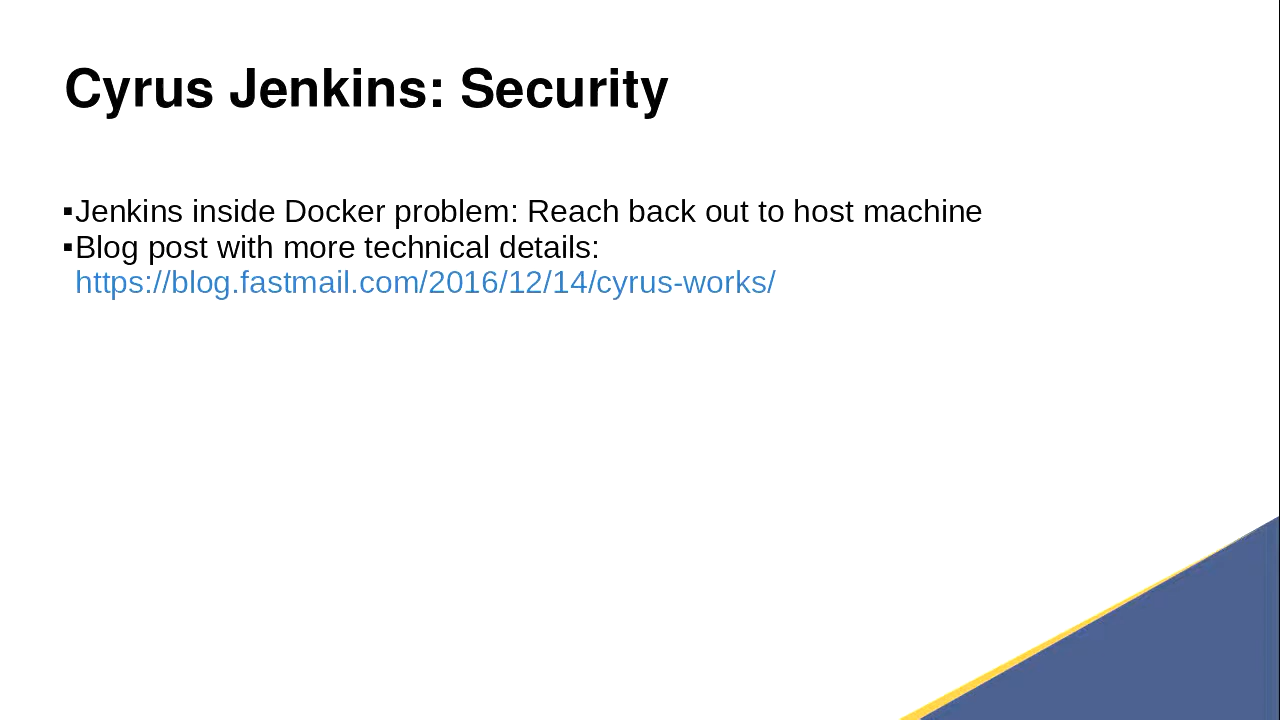 Cyrus Jenkins: Security
▪Jenkins inside Docker problem: Reach back out to host machine
▪Blog post with more technical details:
https://blog.fastmail.com/2016/12/14/cyrus-works/